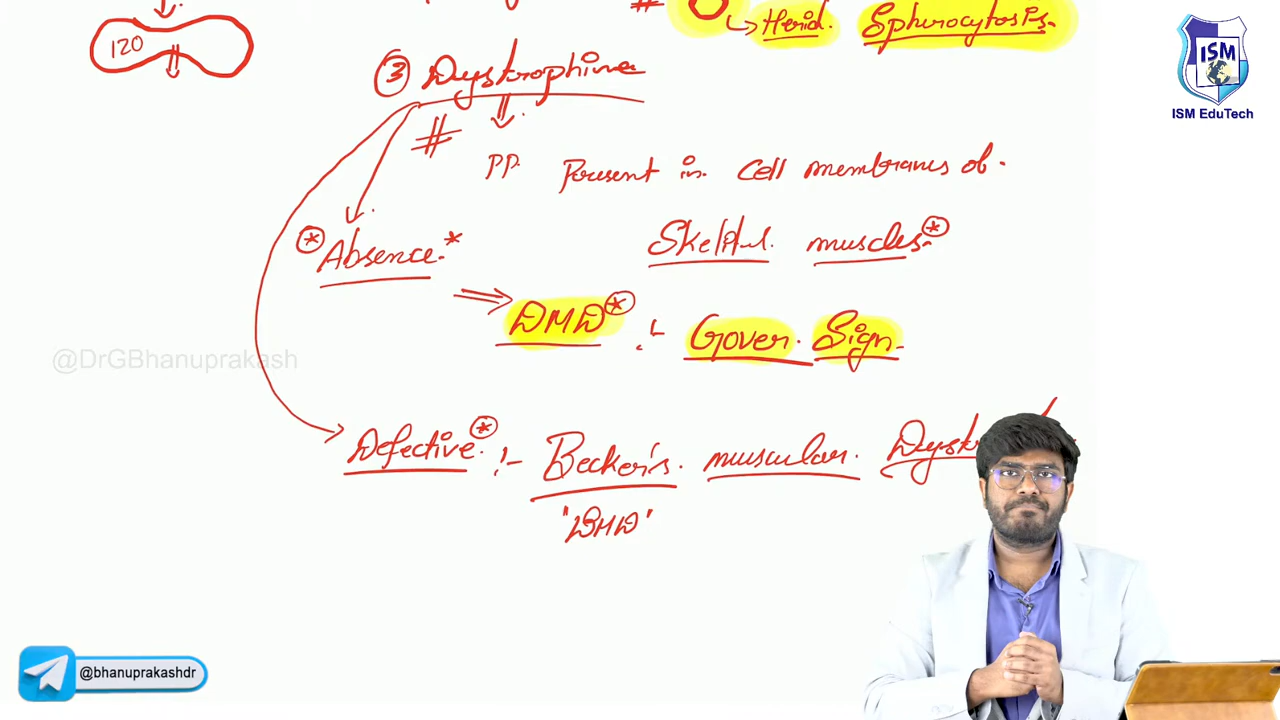 120
↳ Herid. Spherocytosis.
ISM
ISM EduTech
③ Dystrophine
#
PP. Present in cell membranes of.
Skeletal muscles.*
* Absence.*
⇒ DMD* :- Gover. Sign.
@DrGBhanuprakash
Defective.* :- Becker's. muscular.
"BMD"
@bhanuprakashdr